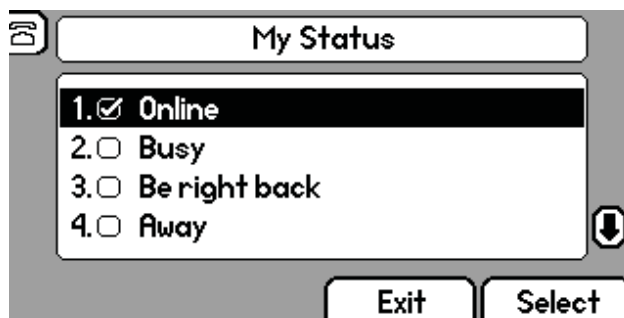 My Status
1. Online
2. Busy
3. Be right back
4. Away
Exit Select